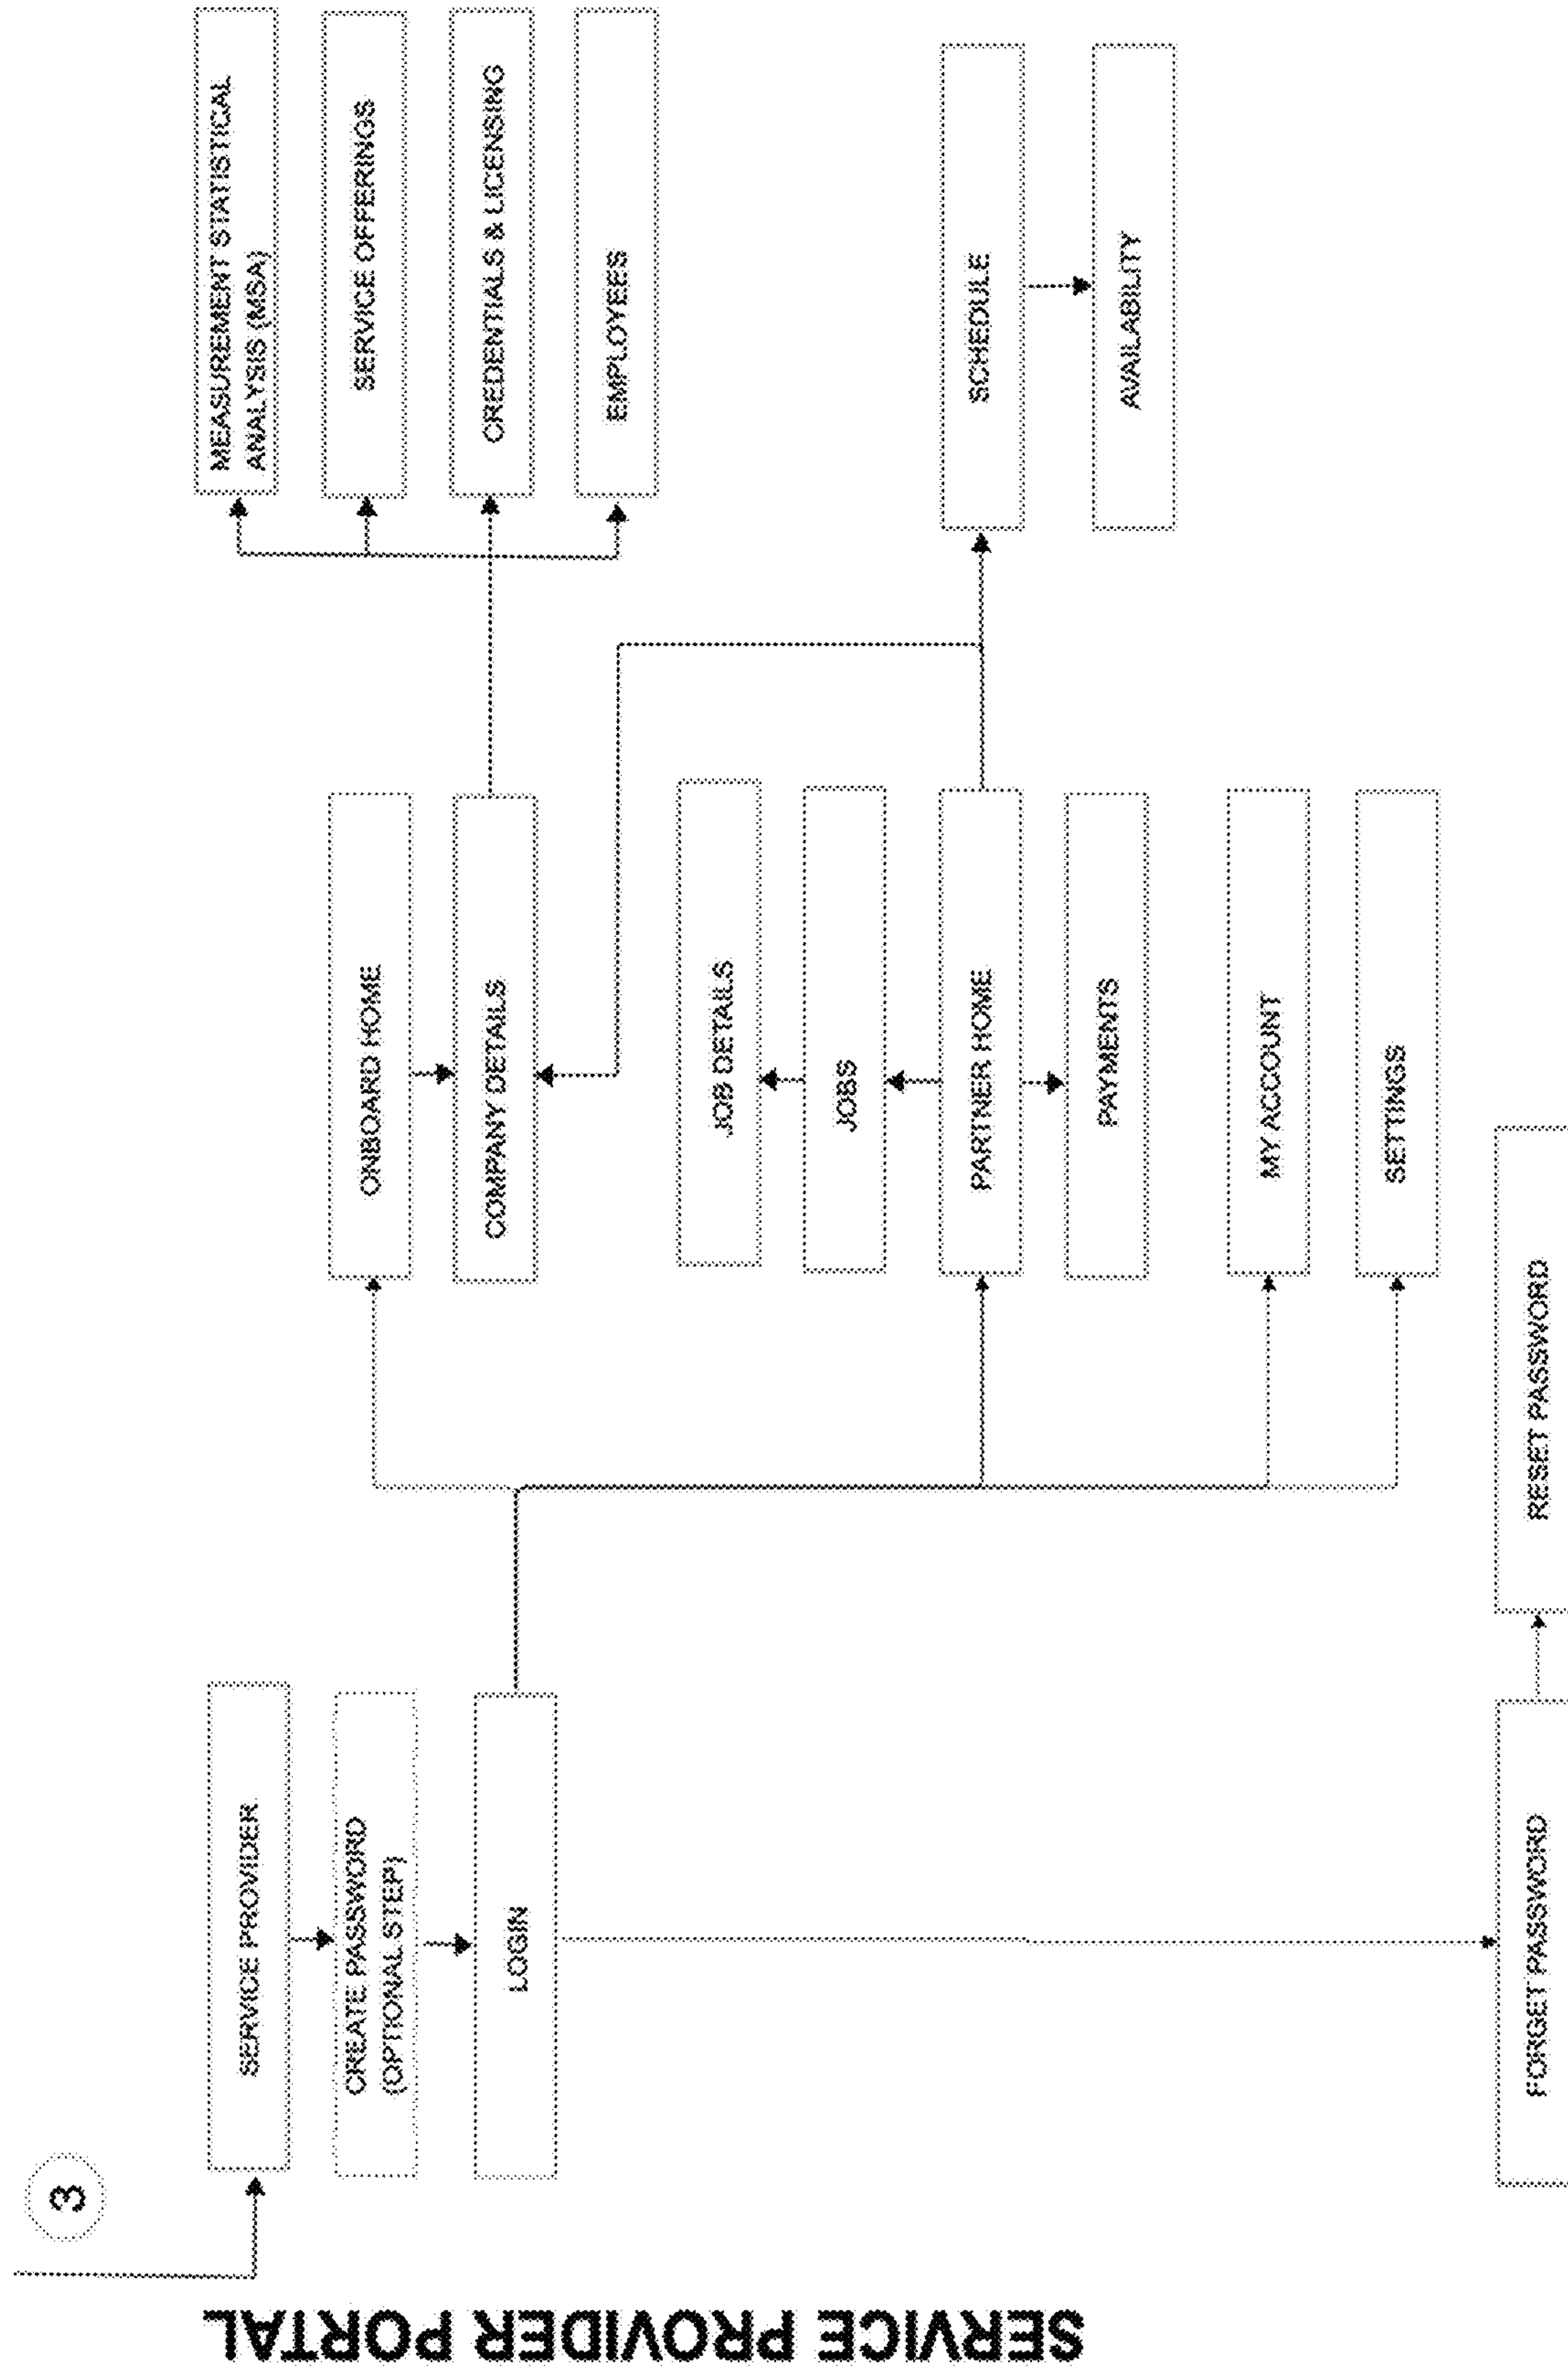 3
SERVICE PROVIDER PORTAL
SERVICE PROVIDER
CREATE PASSWORD
(OPTIONAL STEP)
LOGIN
FORGET PASSWORD
RESET PASSWORD
ONBOARD HOME
COMPANY DETAILS
JOB DETAILS
JOBS
PARTNER HOME
PAYMENTS
MY ACCOUNT
SETTINGS
MEASUREMENT STATISTICAL
ANALYSIS (MSA)
SERVICE OFFERINGS
CREDENTIALS & LICENSING
EMPLOYEES
SCHEDULE
AVAILABILITY